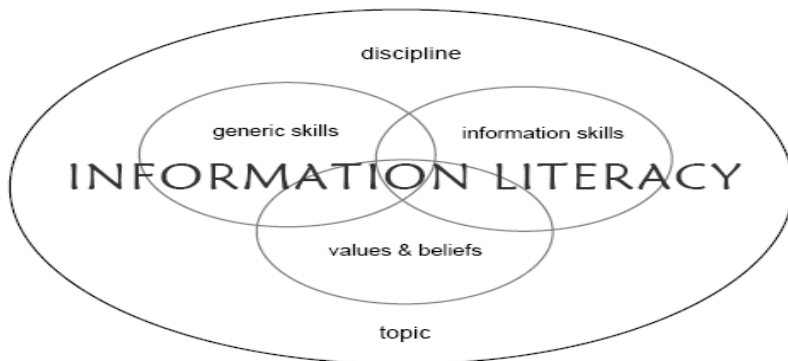 discipline
generic skills
information skills
INFORMATION LITERACY
values & beliefs
topic